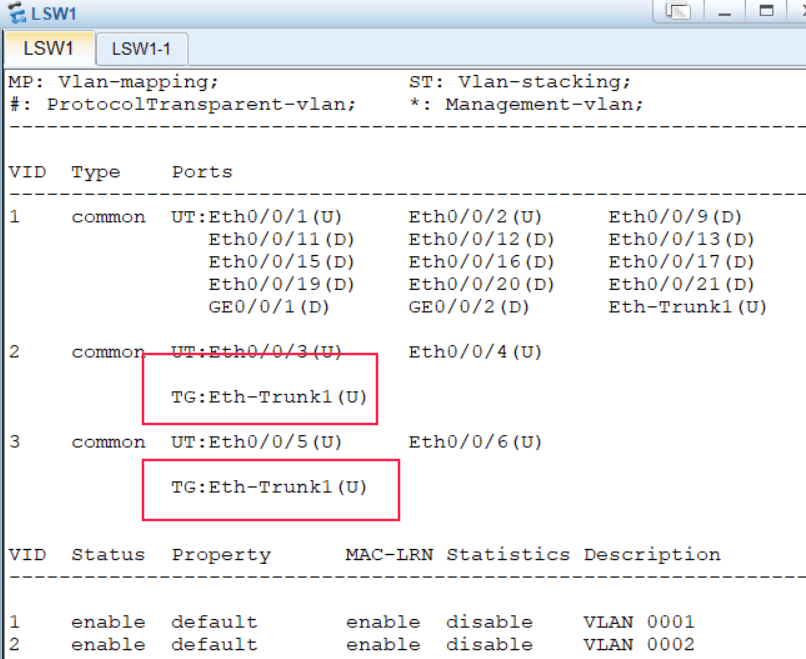 LSW1
LSW1 LSW1-1
MP: Vlan-mapping; ST: Vlan-stacking;
#: ProtocolTransparent-vlan; *: Management-vlan;
--------------------------------------------------------------------------------
VID Type Ports
--------------------------------------------------------------------------------
1 common UT:Eth0/0/1(U) Eth0/0/2(U) Eth0/0/9(D)
Eth0/0/11(D) Eth0/0/12(D) Eth0/0/13(D)
Eth0/0/15(D) Eth0/0/16(D) Eth0/0/17(D)
Eth0/0/19(D) Eth0/0/20(D) Eth0/0/21(D)
GE0/0/1(D) GE0/0/2(D) Eth-Trunk1(U)
2 common UT:Eth0/0/3(U) Eth0/0/4(U)
TG:Eth-Trunk1(U)
3 common UT:Eth0/0/5(U) Eth0/0/6(U)
TG:Eth-Trunk1(U)
VID Status Property MAC-LRN Statistics Description
--------------------------------------------------------------------------------
1 enable default enable disable VLAN 0001
2 enable default enable disable VLAN 0002